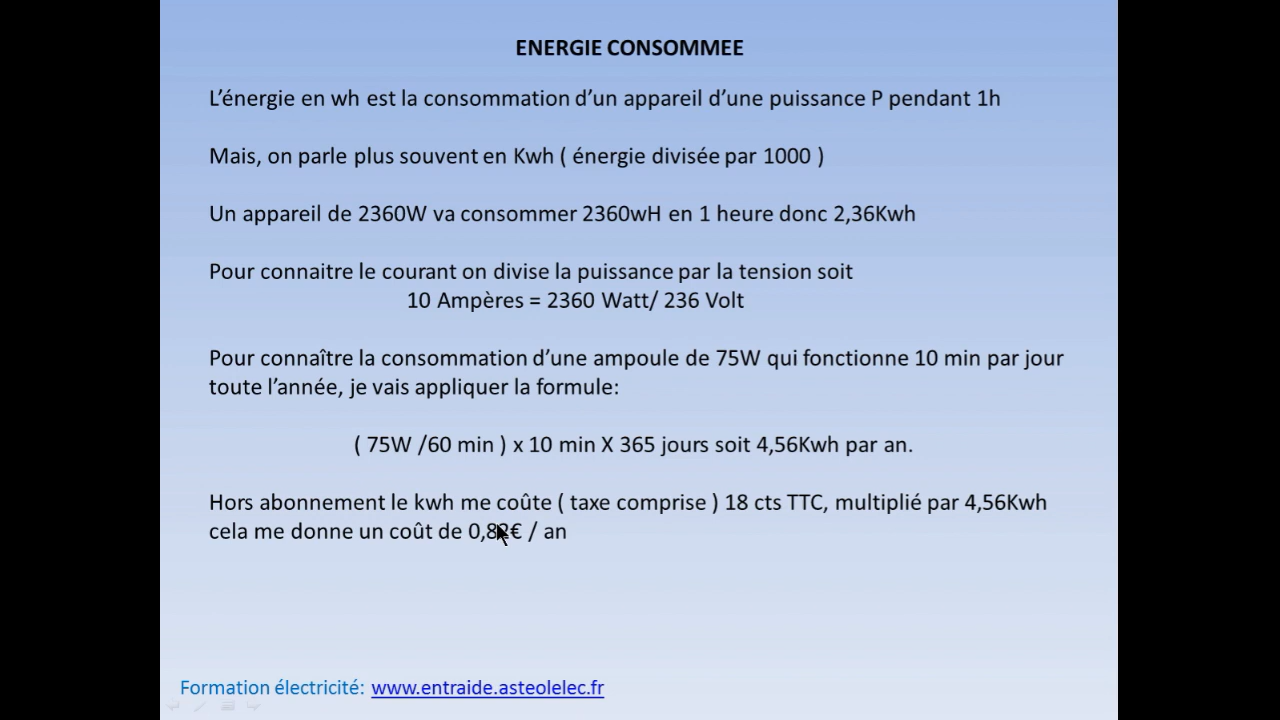 ENERGIE CONSOMMEE
L’énergie en wh est la consommation d’un appareil d’une puissance P pendant 1h
Mais, on parle plus souvent en Kwh ( énergie divisée par 1000 )
Un appareil de 2360W va consommer 2360wH en 1 heure donc 2,36Kwh
Pour connaitre le courant on divise la puissance par la tension soit
10 Ampères = 2360 Watt/ 236 Volt
Pour connaître la consommation d’une ampoule de 75W qui fonctionne 10 min par jour
toute l’année, je vais appliquer la formule:
( 75W /60 min ) x 10 min X 365 jours soit 4,56Kwh par an.
Hors abonnement le kwh me coûte ( taxe comprise ) 18 cts TTC, multiplié par 4,56Kwh
cela me donne un coût de 0,82€ / an
Formation électricité: www.entraide.asteolelec.fr